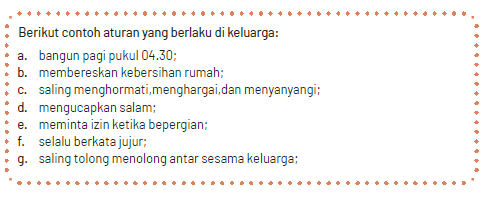 Berikut contoh aturan yang berlaku di keluarga:
a. bangun pagi pukul 04.30;
b. membereskan kebersihan rumah;
c. saling menghormati,menghargai,dan menyanyangi;
d. mengucapkan salam;
e. meminta izin ketika bepergian;
f. selalu berkata jujur;
g. saling tolong menolong antar sesama keluarga;